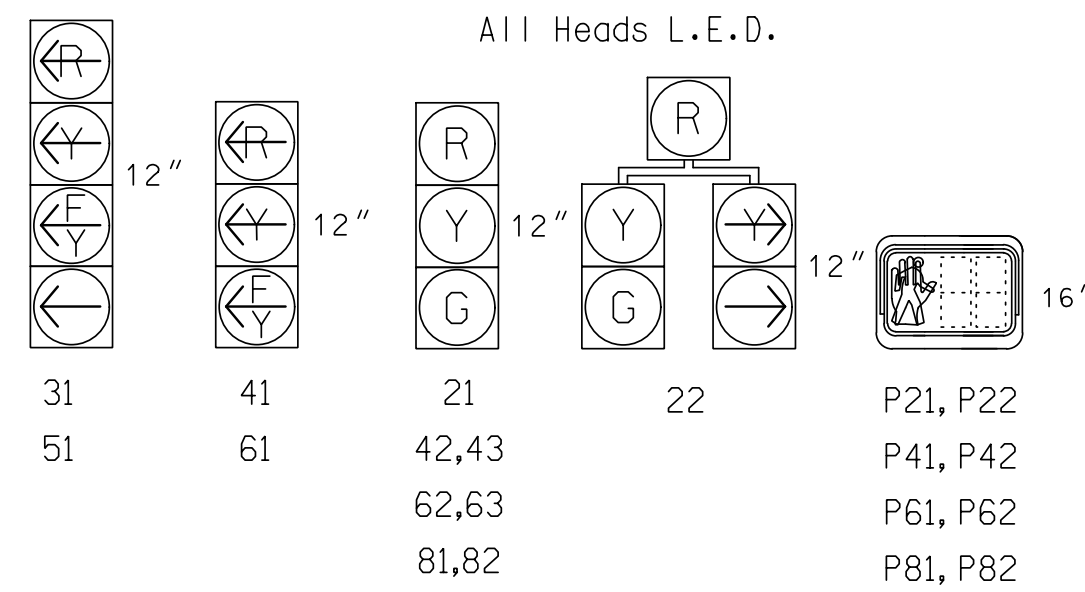 All Heads L.E.D.
R
Y
F
Y
12"
31
51
R
Y
F
Y
12"
41
61
R
Y
G
12"
21
42,43
62,63
81,82
R
Y
G
Y
12"
22
16"
P21, P22
P41, P42
P61, P62
P81, P82